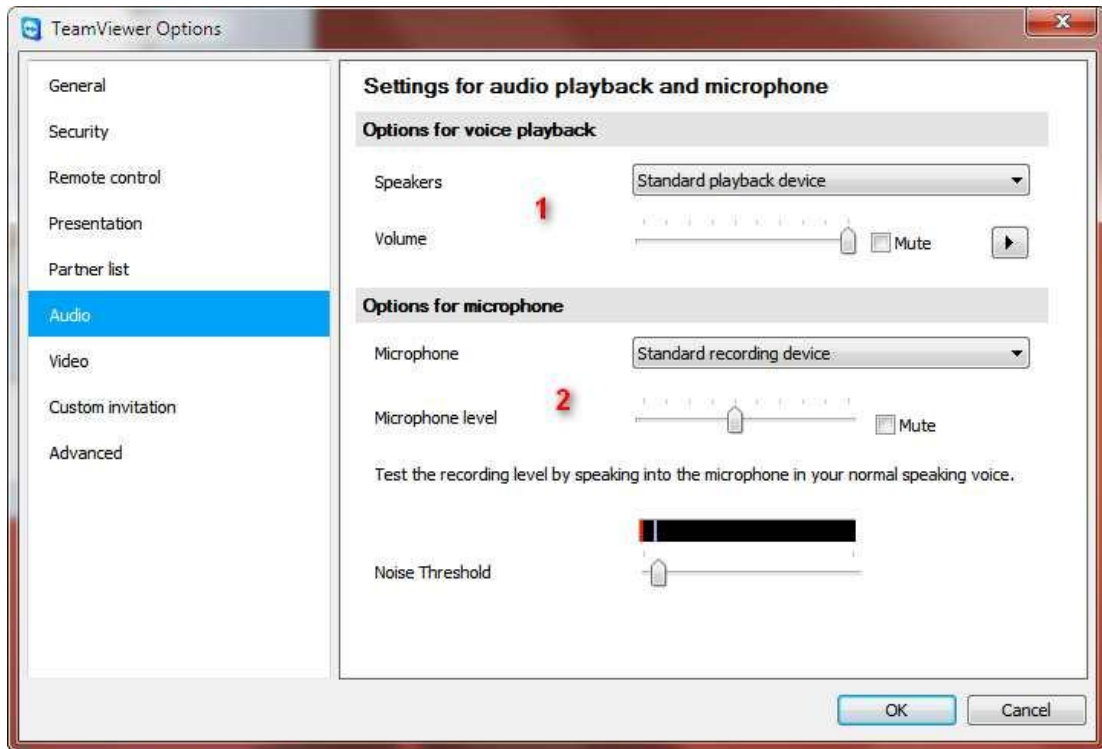 TeamViewer Options
General
Security
Remote control
Presentation
Partner list
Audio
Video
Custom invitation
Advanced
Settings for audio playback and microphone
Options for voice playback
Speakers
Standard playback device
1
Volume
Mute
Options for microphone
Microphone
Standard recording device
2
Microphone level
Mute
Test the recording level by speaking into the microphone in your normal speaking voice.
Noise Threshold
OK
Cancel